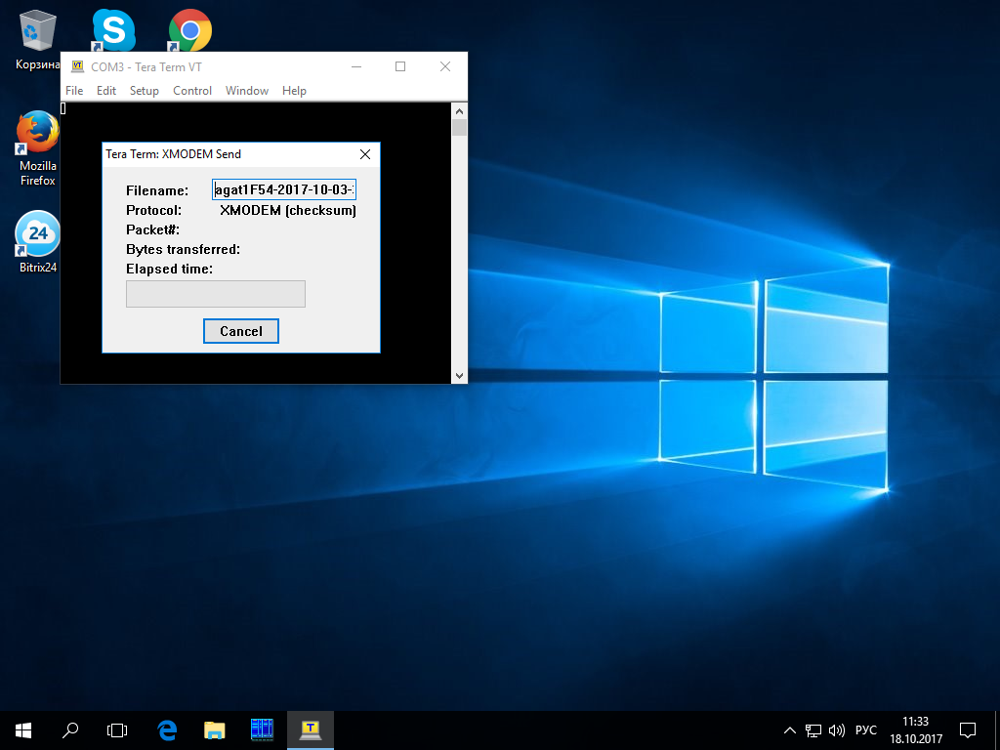 Корзина
COM3 - Tera Term VT
File Edit Setup Control Window Help
Tera Term: XMODEM Send
Filename: agat1F54-2017-10-03-
Protocol: XMODEM (checksum)
Packet#:
Bytes transferred:
Elapsed time:
Cancel
Mozilla
Firefox
24
Bitrix24
РУС
11:33
18.10.2017